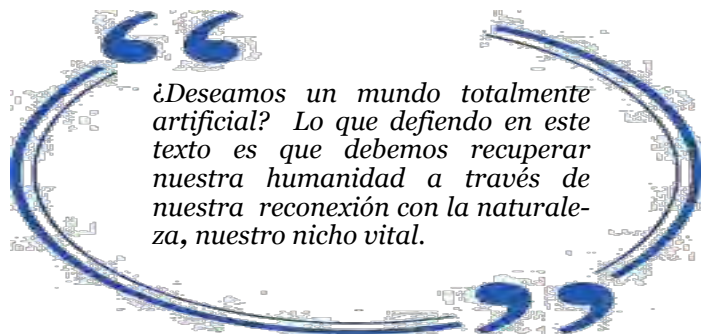 ¿Deseamos un mundo totalmente
artificial? Lo que defiendo en este
texto es que debemos recuperar
nuestra humanidad a través de
nuestra reconexión con la naturale-
za, nuestro nicho vital.